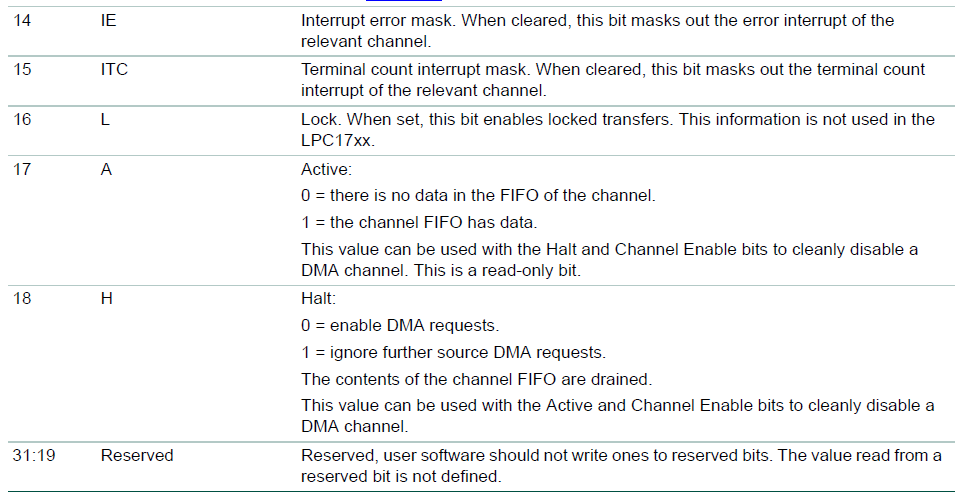 14 IE Interrupt error mask. When cleared, this bit masks out the error interrupt of the
relevant channel.
15 ITC Terminal count interrupt mask. When cleared, this bit masks out the terminal count
interrupt of the relevant channel.
16 L Lock. When set, this bit enables locked transfers. This information is not used in the
LPC17xx.
17 A Active:
0 = there is no data in the FIFO of the channel.
1 = the channel FIFO has data.
This value can be used with the Halt and Channel Enable bits to cleanly disable a
DMA channel. This is a read-only bit.
18 H Halt:
0 = enable DMA requests.
1 = ignore further source DMA requests.
The contents of the channel FIFO are drained.
This value can be used with the Active and Channel Enable bits to cleanly disable a
DMA channel.
31:19 Reserved Reserved, user software should not write ones to reserved bits. The value read from a
reserved bit is not defined.